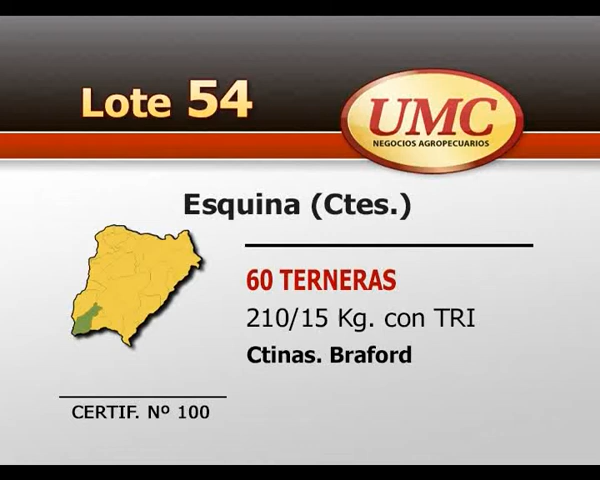 Lote 54
UMC
NEGOCIOS AGROPECUARIOS
Esquina (Ctes.)
60 TERNERAS
210/15 Kg. con TRI
Ctinas. Braford
CERTIF. Nº 100